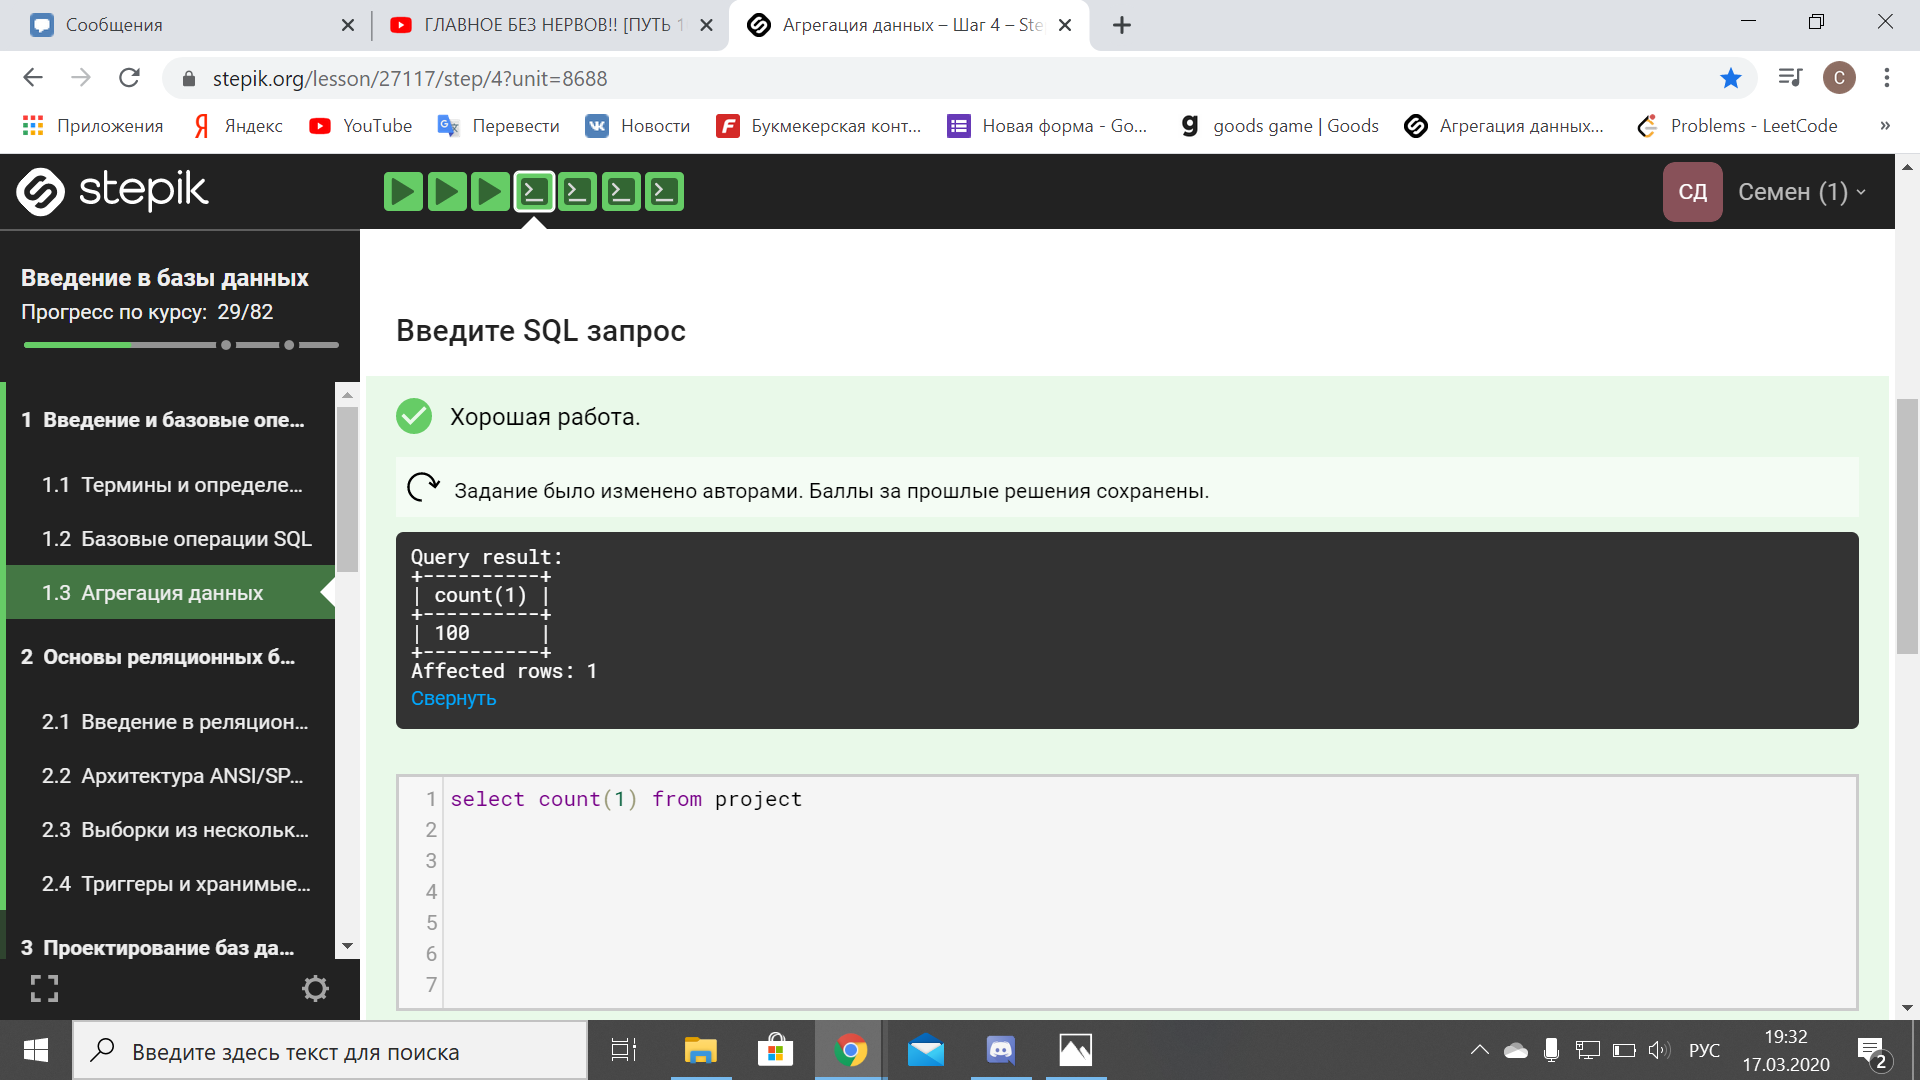 Сообщения
ГЛАВНОЕ БЕЗ НЕРВОВ!! [ПУТЬ 1
Агрегация данных – Шаг 4 – Ste
stepik.org/lesson/27117/step/4?unit=8688
C
Приложения
Яндекс
YouTube
Перевести
Новости
Букмекерская конт...
Новая форма - Go...
goods game | Goods
Агрегация данных...
Problems - LeetCode
»
stepik
СД
Семен (1)
Введение в базы данных
Прогресс по курсу: 29/82
1 Введение и базовые опе...
1.1 Термины и определе...
1.2 Базовые операции SQL
1.3 Агрегация данных
2 Основы реляционных б...
2.1 Введение в реляцион...
2.2 Архитектура ANSI/SP...
2.3 Выборки из нескольк...
2.4 Триггеры и хранимые...
3 Проектирование баз да...
Введите SQL запрос
Хорошая работа.
Задание было изменено авторами. Баллы за прошлые решения сохранены.
Query result:
+----------+
| count(1) |
+----------+
| 100      |
+----------+
Affected rows: 1
Свернуть
1 select count(1) from project
2
3
4
5
6
7
Введите здесь текст для поиска
РУС
19:32
17.03.2020
2